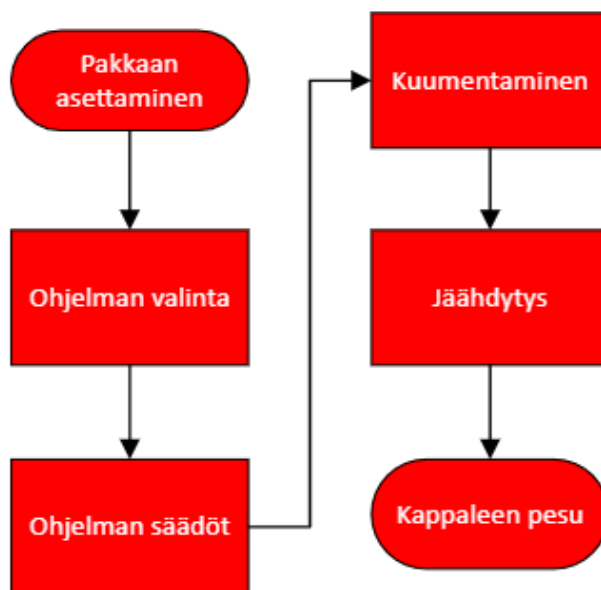 Pakkaan
asettaminen
Ohjelman valinta
Ohjelman säädöt
Kuumentaminen
Jäähdytys
Kappaleen pesu